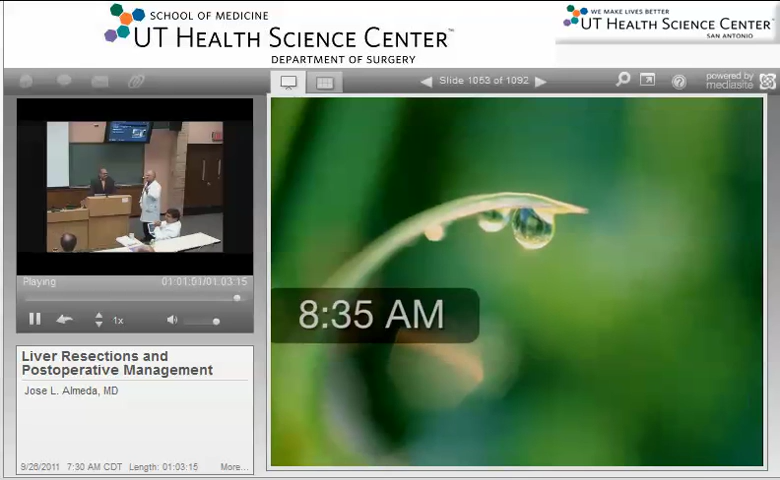 SCHOOL OF MEDICINE
UT HEALTH SCIENCE CENTER™
DEPARTMENT OF SURGERY
WE MAKE LIVES BETTER
UT HEALTH SCIENCE CENTER
SAN ANTONIO
Slide 1053 of 1092
powered by
mediasite
Playing
01:01:01/01:03:15
1x
8:35 AM
Liver Resections and
Postoperative Management
Jose L. Almeda, MD
9/26/2011 7:30 AM CDT Length: 01:03:15 More...